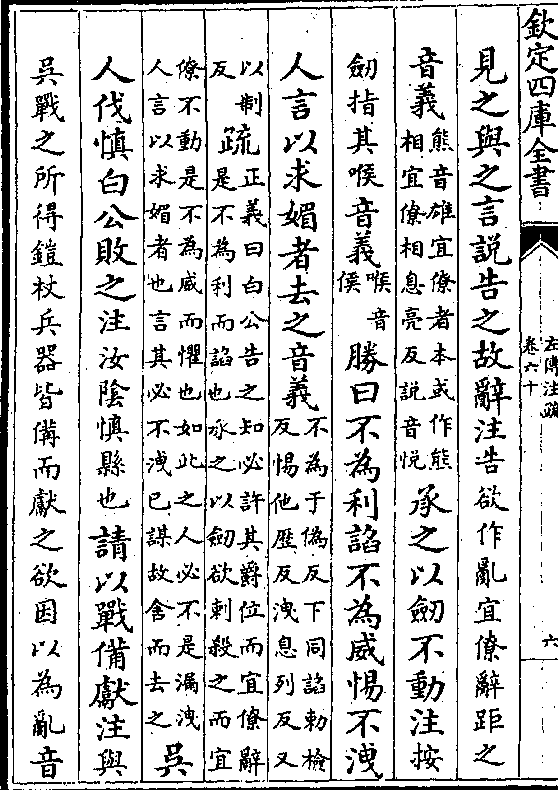 欽定四庫全書
左傳注疏
卷六十
六
見之與之言說告之故辭注告欲作亂宜僚辭距之
音義熊音雄宜僚者本或作熊
相宜僚相息亮反說音悅
承之以劒不動注按
劒指其喉音義喉音
侯
勝曰不為利諂不為威惕不洩
人言以求媚者去之音義不為于偽反下同諂勑檢
反惕他歷反洩息列反又
以制
反
疏正義曰白公告之知必許其爵位而宜僚辭
是不為利而諂也承之以劒欲刺殺之而宜
僚不動是不為威而懼也如此之人必不是漏洩
人言以求媚者也言其必不洩已謀故舍而去之
吳
人伐慎白公敗之注汝陰慎縣也請以戰備獻注與
吳戰之所得鎧杖兵器皆備而獻之欲因以為亂音